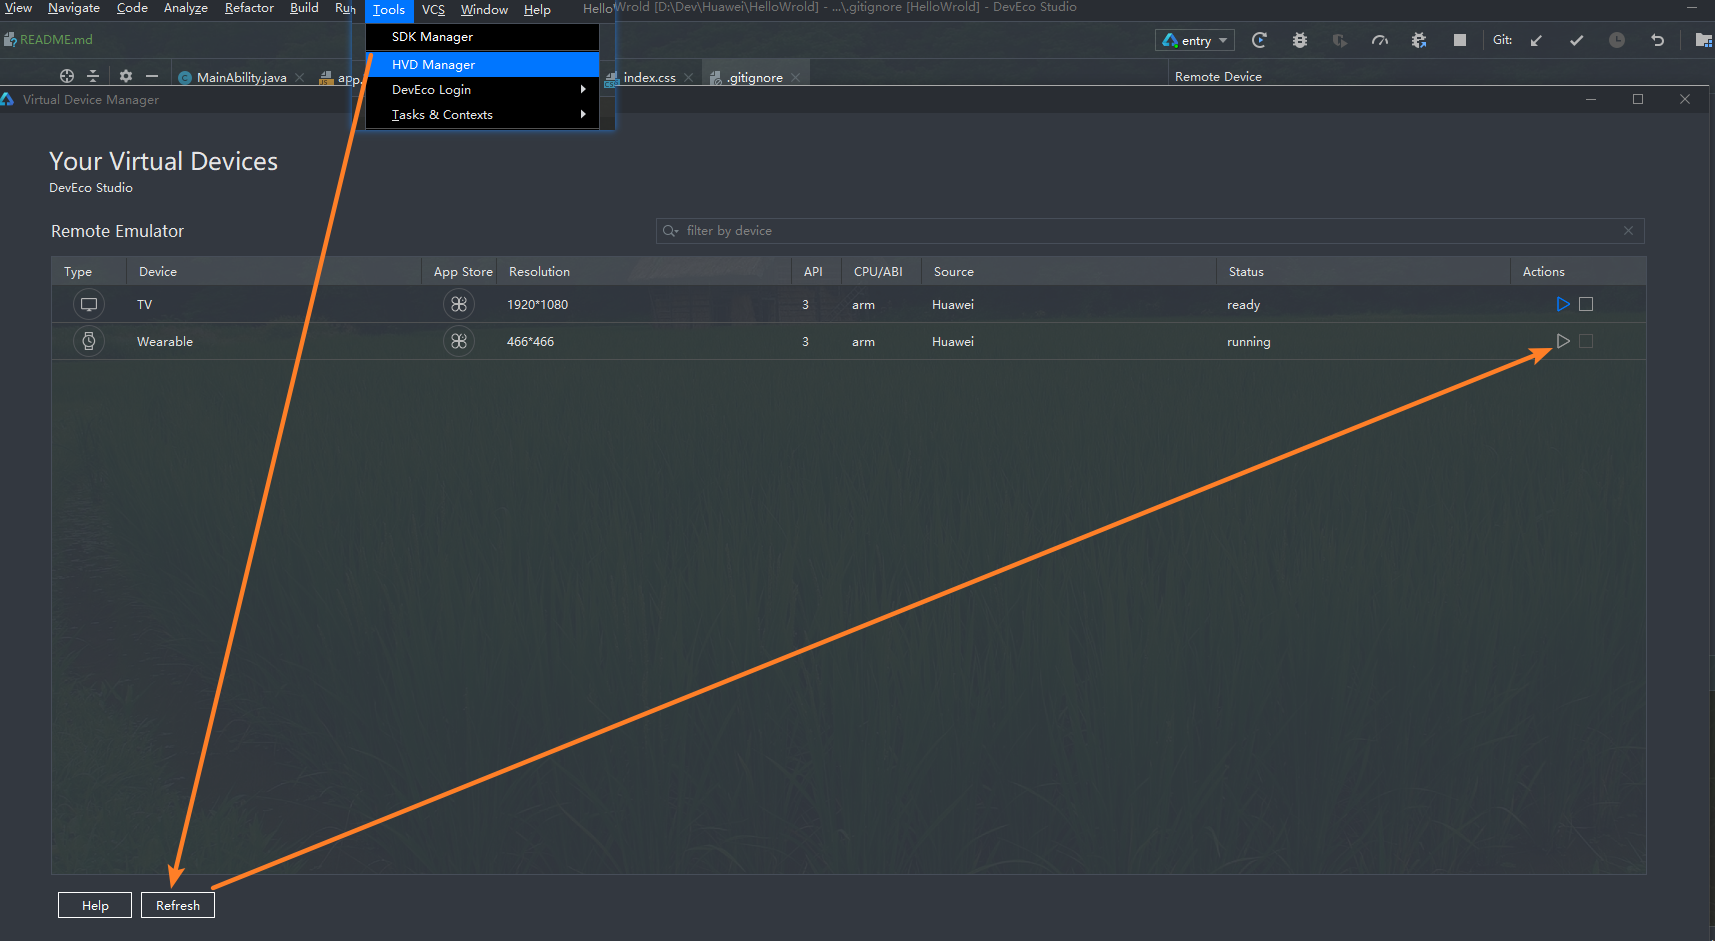 View Navigate Code Analyze Refactor Build Ru h Tools VCS Window Help Hello Wrold [D:\Dev\Huawei\HelloWrold] - ...\.gitignore [HelloWrold] - DevEco Studio
SDK Manager
HVD Manager
DevEco Login
Tasks & Contexts
README.md
entry
Git:
MainAbility.java
app.
index.css
.gitignore
Remote Device
Virtual Device Manager
Your Virtual Devices
DevEco Studio
Remote Emulator
filter by device
Type Device App Store Resolution API CPU/ABI Source Status Actions
TV 1920*1080 3 arm Huawei ready
Wearable 466*466 3 arm Huawei running
Help Refresh